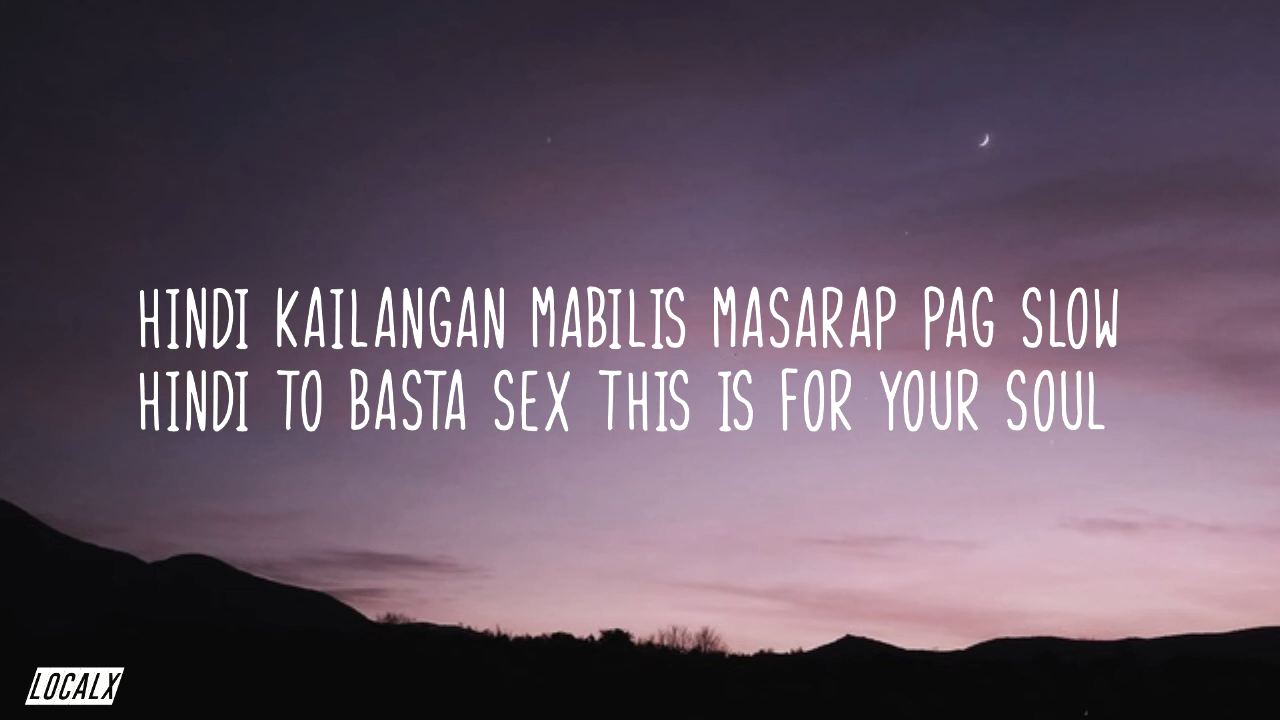 HINDI KAILANGAN MABILIS MASARAP PAG SLOW
HINDI TO BASTA SEX THIS IS FOR YOUR SOUL
LOCALX